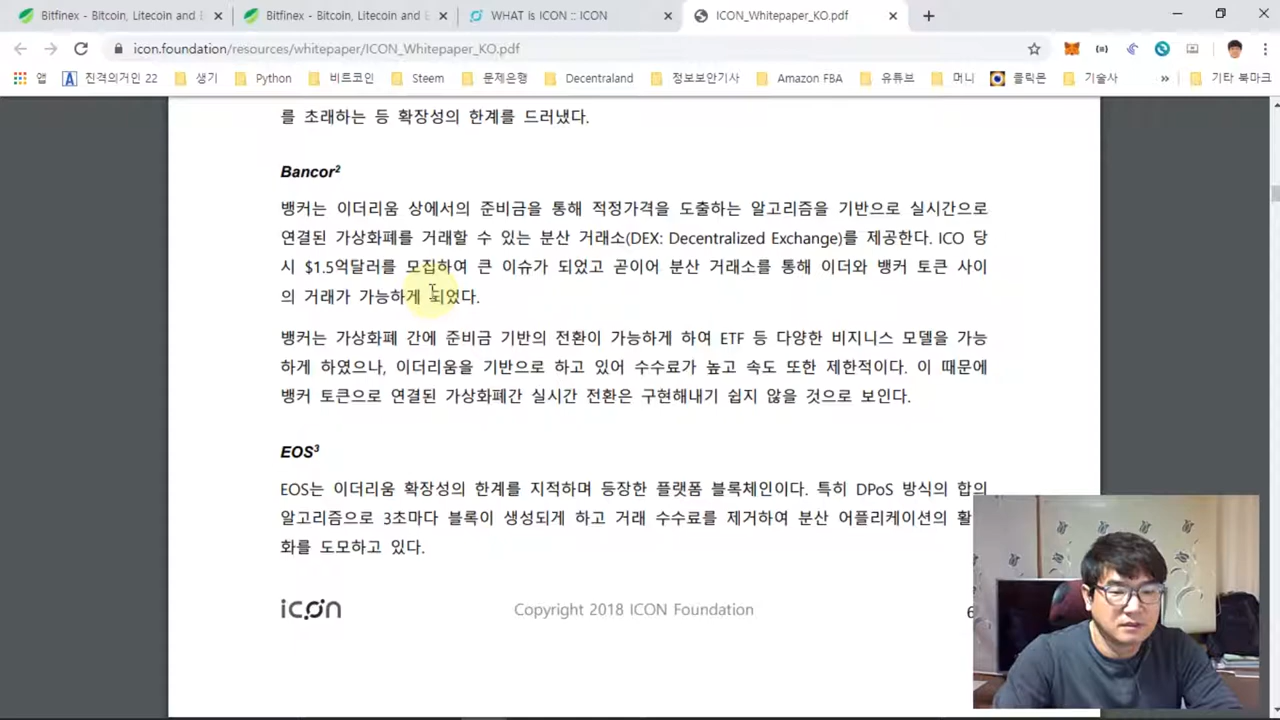 Bitfinex - Bitcoin, Litecoin and E
Bitfinex - Bitcoin, Litecoin and E
WHAT is ICON :: ICON
ICON_Whitepaper_KO.pdf
icon.foundation/resources/whitepaper/ICON_Whitepaper_KO.pdf
앱 진격의거인 22 생기 Python 비트코인 Steem 문제은행 Decentraland 정보보안기사 Amazon FBA 유튜브 머니 클릭몬 기술사 » 기타 북마크
를 초래하는 등 확장성의 한계를 드러냈다.
Bancor²
뱅커는 이더리움 상에서의 준비금을 통해 적정가격을 도출하는 알고리즘을 기반으로 실시간으로
연결된 가상화폐를 거래할 수 있는 분산 거래소(DEX: Decentralized Exchange)를 제공한다. ICO 당
시 $1.5억달러를 모집하여 큰 이슈가 되었고 곧이어 분산 거래소를 통해 이더와 뱅커 토큰 사이
의 거래가 가능하게 되었다.
뱅커는 가상화폐 간에 준비금 기반의 전환이 가능하게 하여 ETF 등 다양한 비지니스 모델을 가능
하게 하였으나, 이더리움을 기반으로 하고 있어 수수료가 높고 속도 또한 제한적이다. 이 때문에
뱅커 토큰으로 연결된 가상화폐간 실시간 전환은 구현해내기 쉽지 않을 것으로 보인다.
EOS³
EOS는 이더리움 확장성의 한계를 지적하며 등장한 플랫폼 블록체인이다. 특히 DPoS 방식의 합의
알고리즘으로 3초마다 블록이 생성되게 하고 거래 수수료를 제거하여 분산 어플리케이션의 활
화를 도모하고 있다.
icon
Copyright 2018 ICON Foundation
6